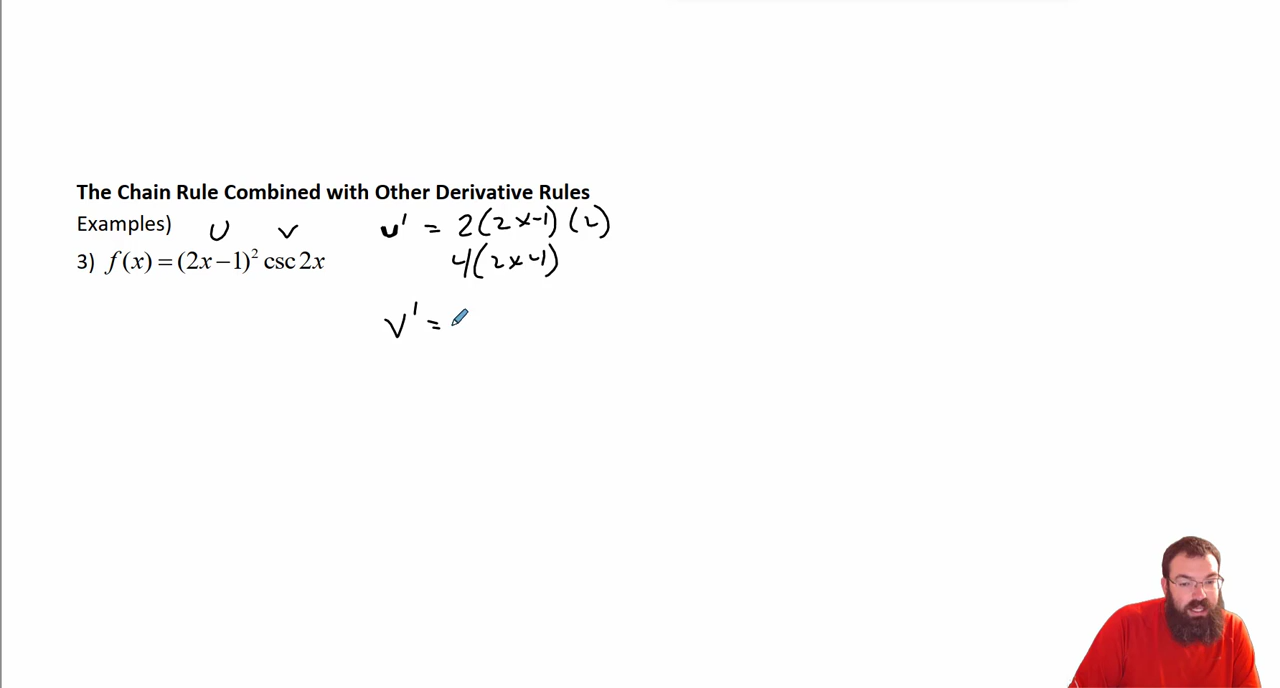 The Chain Rule Combined with Other Derivative Rules
Examples) U V u' = 2(2x-1)(2)
3) f(x) = (2x − 1)² csc 2x 4(2x-1)
v' =